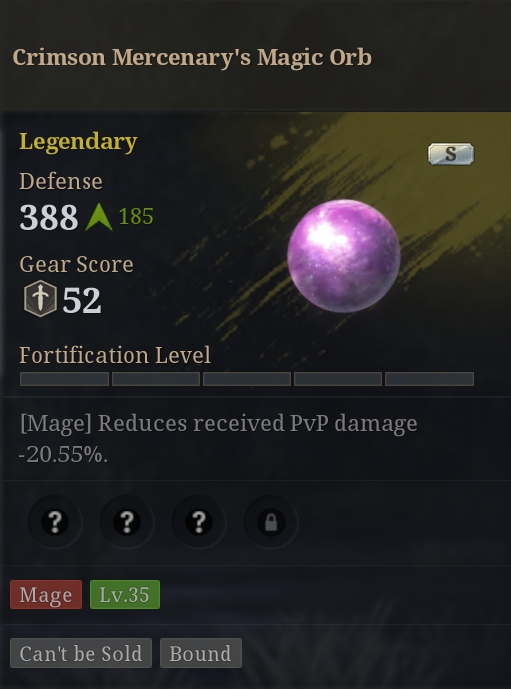 Crimson Mercenary's Magic Orb
Legendary
S
Defense
388 185
Gear Score
52
Fortification Level
[Mage] Reduces received PvP damage
-20.55%.
? ? ?
Mage Lv.35
Can't be Sold Bound